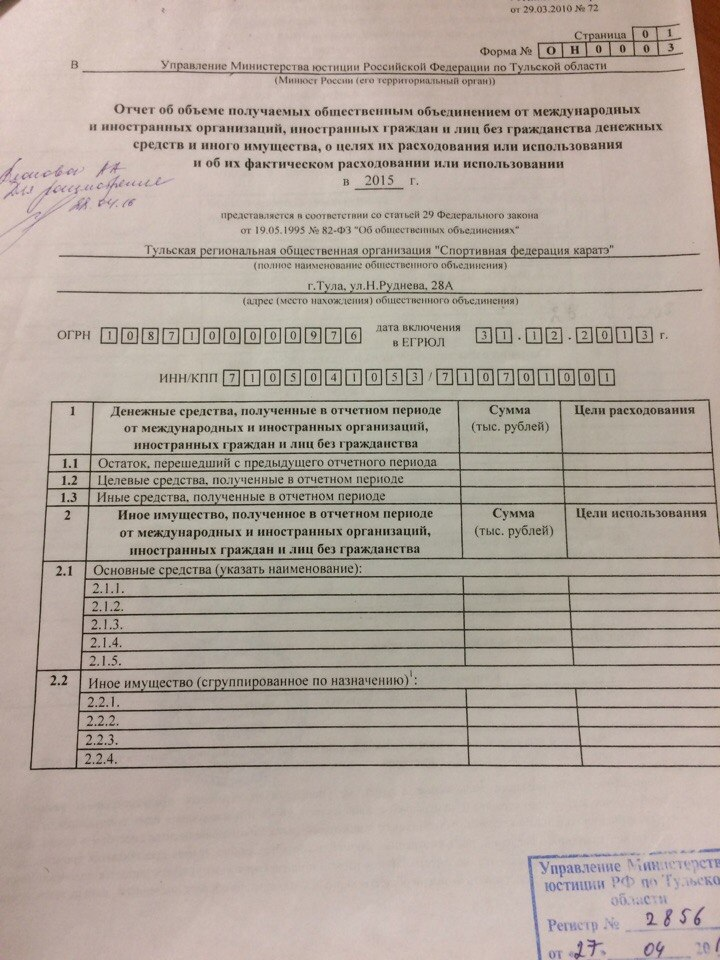 от 29.03.2010 № 72
Страница 0 1
Форма № О Н 0 0 0 3
В Управление Министерства юстиции Российской Федерации по Тульской области
(Минюст России (его территориальный орган))
Отчет об объеме получаемых общественным объединением от международных
и иностранных организаций, иностранных граждан и лиц без гражданства денежных
средств и иного имущества, о целях их расходования или использования
и об их фактическом расходовании или использовании
в 2015 г.
22.04.16
представляется в соответствии со статьей 29 Федерального закона
от 19.05.1995 № 82-ФЗ "Об общественных объединениях"
Тульская региональная общественная организация "Спортивная федерация каратэ"
(полное наименование общественного объединения)
г.Тула, ул.Н.Руднева, 28А
(адрес (место нахождения) общественного объединения)
ОГРН 1 0 8 7 1 0 0 0 0 0 9 7 6 дата включения
в ЕГРЮЛ 3 1 . 1 2 . 2 0 1 3 г.
ИНН/КПП 7 1 0 5 0 4 1 0 5 3 / 7 1 0 7 0 1 0 0 1
1 Денежные средства, полученные в отчетном периоде Сумма Цели расходования
от международных и иностранных организаций, (тыс. рублей)
иностранных граждан и лиц без гражданства
1.1 Остаток, перешедший с предыдущего отчетного периода
1.2 Целевые средства, полученные в отчетном периоде
1.3 Иные средства, полученные в отчетном периоде
2 Иное имущество, полученное в отчетном периоде Сумма Цели использования
от международных и иностранных организаций, (тыс. рублей)
иностранных граждан и лиц без гражданства
2.1 Основные средства (указать наименование):
2.1.1.
2.1.2.
2.1.3.
2.1.4.
2.1.5.
2.2 Иное имущество (сгруппированное по назначению)1:
2.2.1.
2.2.2.
2.2.3.
2.2.4.
Управление Министерств
юстиции РФ по Тульско
области
Регистр № 2856
от «27» 04 201